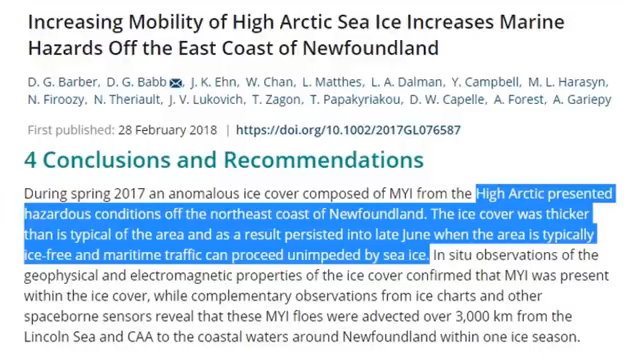 Increasing Mobility of High Arctic Sea Ice Increases Marine
Hazards Off the East Coast of Newfoundland
D. G. Barber, D. G. Babb, J. K. Ehn, W. Chan, L. Matthes, L. A. Dalman, Y. Campbell, M. L. Harasyn,
N. Firoozy, N. Theriault, J. V. Lukovich, T. Zagon, T. Papakyriakou, D. W. Capelle, A. Forest, A. Gariepy
First published: 28 February 2018 | https://doi.org/10.1002/2017GL076587
4 Conclusions and Recommendations
During spring 2017 an anomalous ice cover composed of MYI from the High Arctic presented
hazardous conditions off the northeast coast of Newfoundland. The ice cover was thicker
than is typical of the area and as a result persisted into late June when the area is typically
ice-free and maritime traffic can proceed unimpeded by sea ice. In situ observations of the
geophysical and electromagnetic properties of the ice cover confirmed that MYI was present
within the ice cover, while complementary observations from ice charts and other
spaceborne sensors reveal that these MYI floes were advected over 3,000 km from the
Lincoln Sea and CAA to the coastal waters around Newfoundland within one ice season.